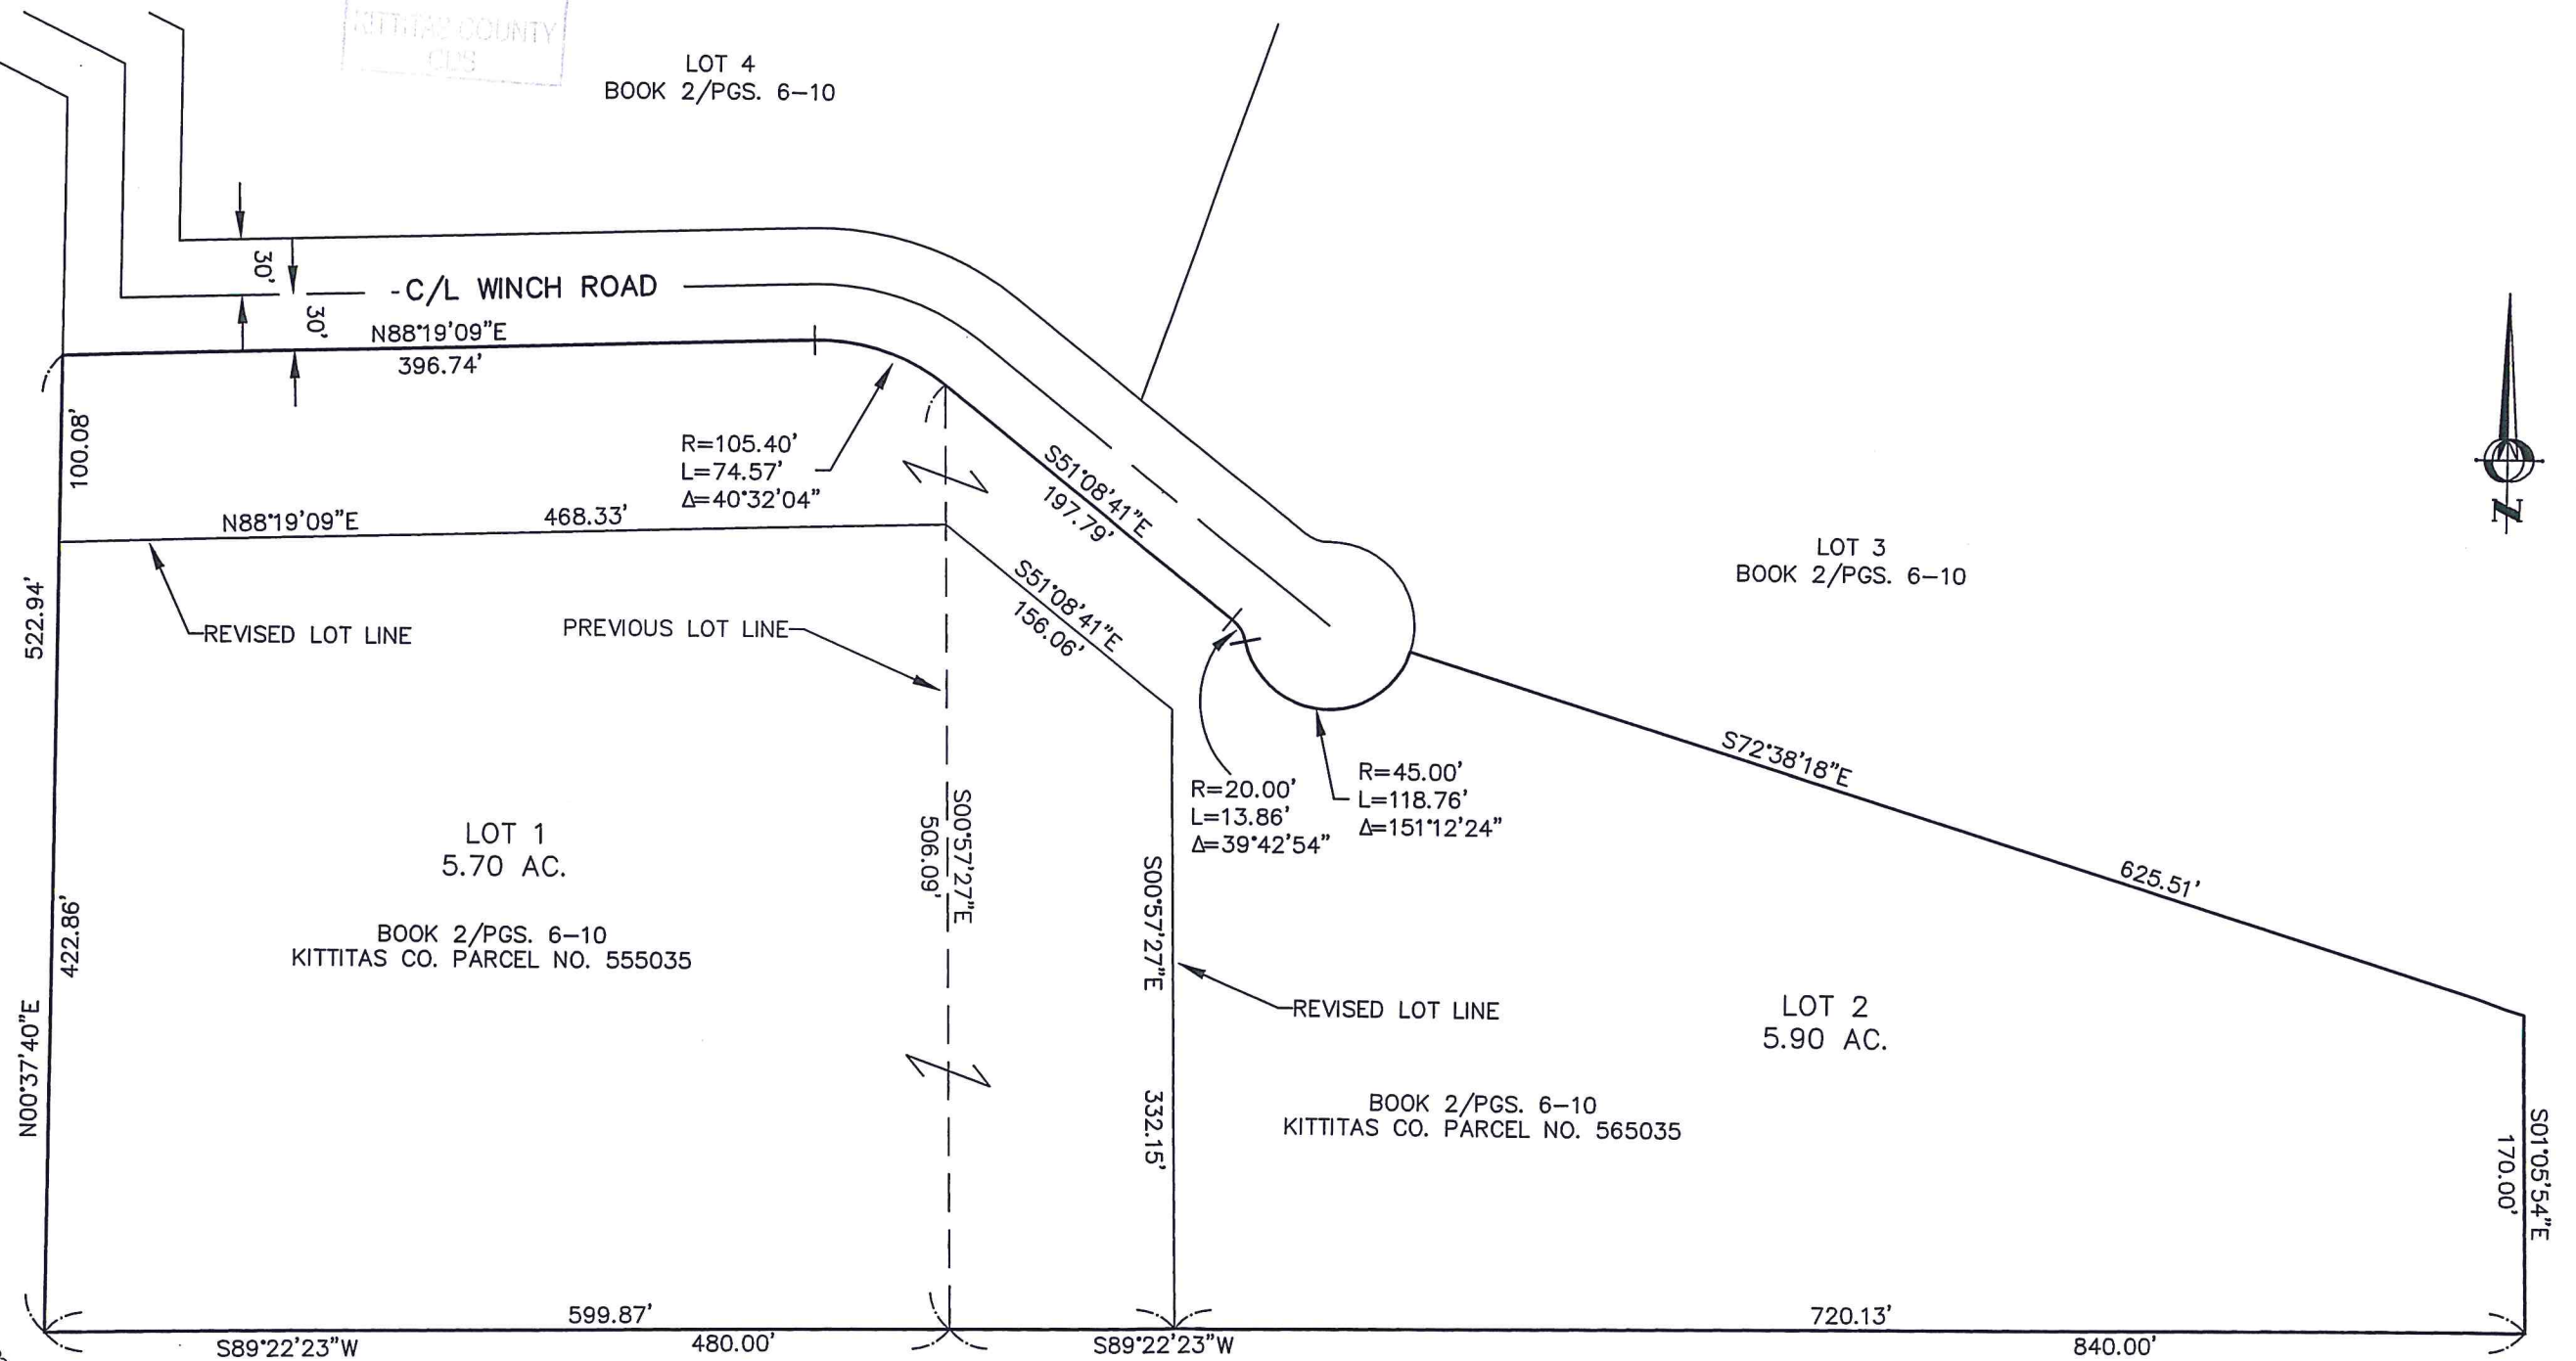 KITTITAS COUNTY
CDS
LOT 4
BOOK 2/PGS. 6–10
30'
-C/L WINCH ROAD
30'
N88°19'09"E
396.74'
100.08'
R=105.40'
L=74.57'
Δ=40°32'04"
S51°08'41"E
197.79'
N88°19'09"E
468.33'
LOT 3
BOOK 2/PGS. 6–10
N
522.94'
REVISED LOT LINE
PREVIOUS LOT LINE
S51°08'41"E
156.06'
S72°38'18"E
625.51'
R=20.00'
L=13.86'
Δ=39°42'54"
R=45.00'
L=118.76'
Δ=151°12'24"
LOT 1
5.70 AC.
BOOK 2/PGS. 6–10
KITTITAS CO. PARCEL NO. 555035
S00°57'27"E
506.09'
S00°57'27"E
332.15'
422.86'
N00°37'40"E
REVISED LOT LINE
LOT 2
5.90 AC.
BOOK 2/PGS. 6–10
KITTITAS CO. PARCEL NO. 565035
S01°05'54"E
170.00'
599.87'
720.13'
S89°22'23"W
480.00'
S89°22'23"W
840.00'